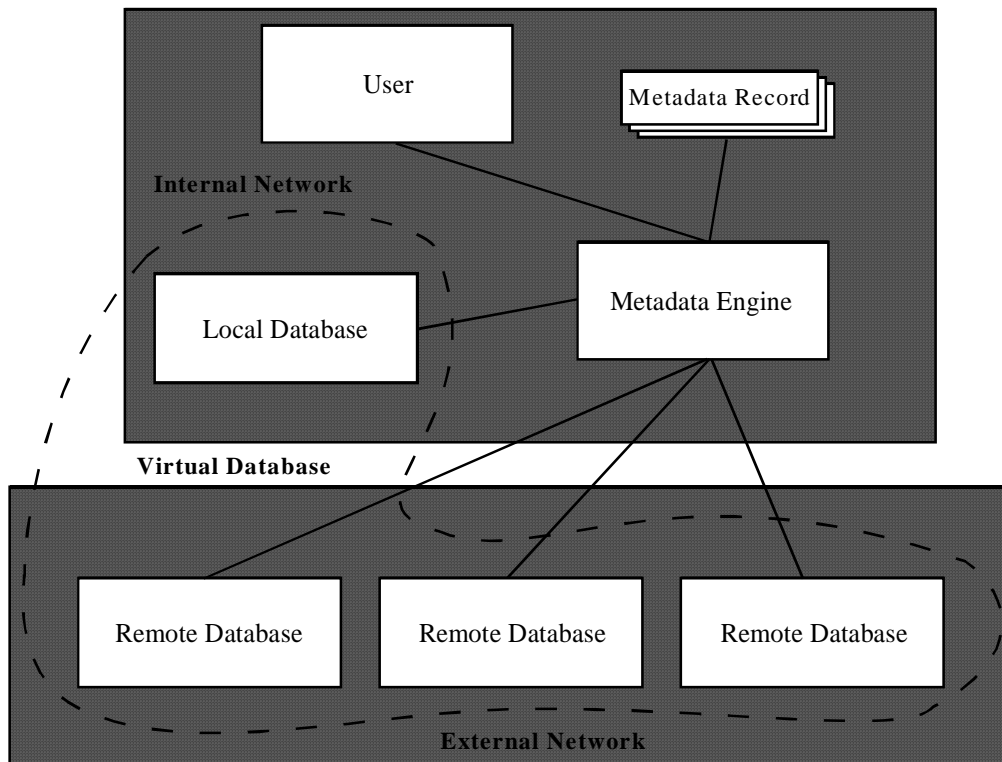 User
Metadata Record
Internal Network
Local Database
Metadata Engine
Virtual Database
Remote Database
Remote Database
Remote Database
External Network